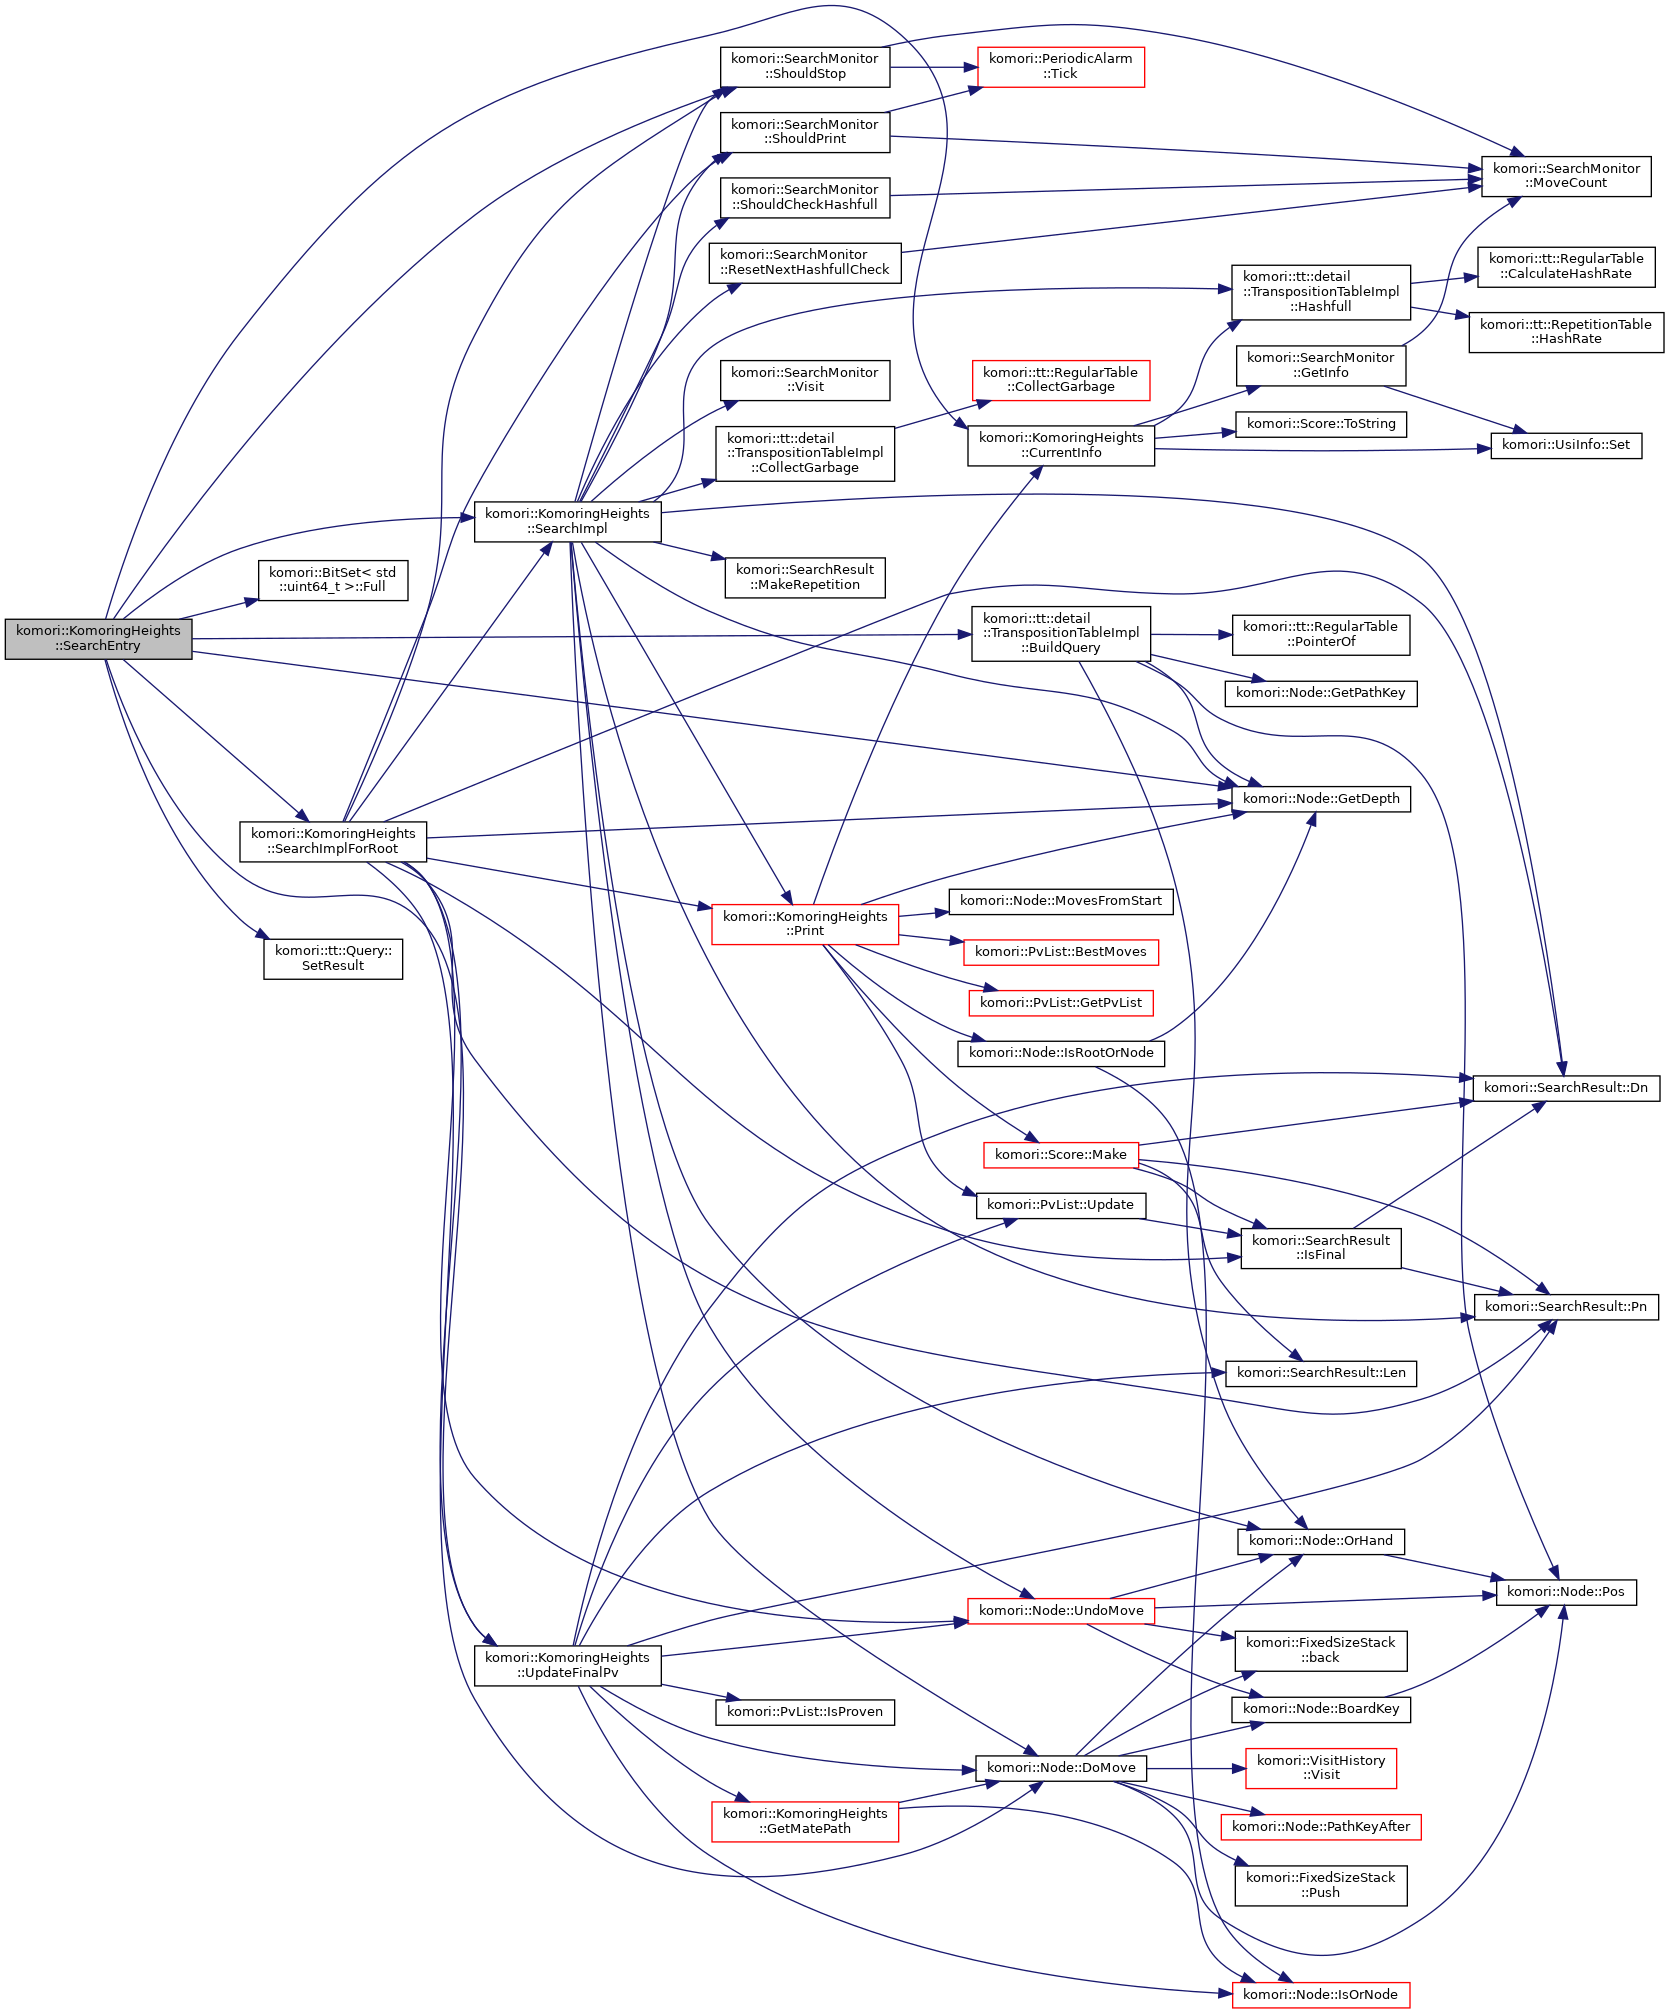 komori::KomoringHeights
::SearchEntry
komori::BitSet< std
::uint64_t >::Full
komori::KomoringHeights
::SearchImplForRoot
komori::tt::Query::
SetResult
komori::KomoringHeights
::SearchImpl
komori::KomoringHeights
::UpdateFinalPv
komori::SearchMonitor
::ShouldStop
komori::SearchMonitor
::ShouldPrint
komori::SearchMonitor
::ShouldCheckHashfull
komori::SearchMonitor
::ResetNextHashfullCheck
komori::SearchMonitor
::Visit
komori::tt::detail
::TranspositionTableImpl
::CollectGarbage
komori::SearchResult
::MakeRepetition
komori::KomoringHeights
::Print
komori::PvList::IsProven
komori::KomoringHeights
::GetMatePath
komori::PeriodicAlarm
::Tick
komori::tt::RegularTable
::CollectGarbage
komori::KomoringHeights
::CurrentInfo
komori::tt::detail
::TranspositionTableImpl
::BuildQuery
komori::Node::MovesFromStart
komori::PvList::BestMoves
komori::PvList::GetPvList
komori::Node::IsRootOrNode
komori::Score::Make
komori::PvList::Update
komori::Node::UndoMove
komori::Node::DoMove
komori::tt::detail
::TranspositionTableImpl
::Hashfull
komori::SearchMonitor
::GetInfo
komori::Score::ToString
komori::tt::RegularTable
::PointerOf
komori::Node::GetPathKey
komori::Node::GetDepth
komori::SearchResult
::IsFinal
komori::SearchResult::Len
komori::Node::OrHand
komori::FixedSizeStack
::back
komori::Node::BoardKey
komori::VisitHistory
::Visit
komori::Node::PathKeyAfter
komori::FixedSizeStack
::Push
komori::Node::IsOrNode
komori::SearchMonitor
::MoveCount
komori::tt::RegularTable
::CalculateHashRate
komori::tt::RepetitionTable
::HashRate
komori::UsiInfo::Set
komori::SearchResult::Dn
komori::SearchResult::Pn
komori::Node::Pos